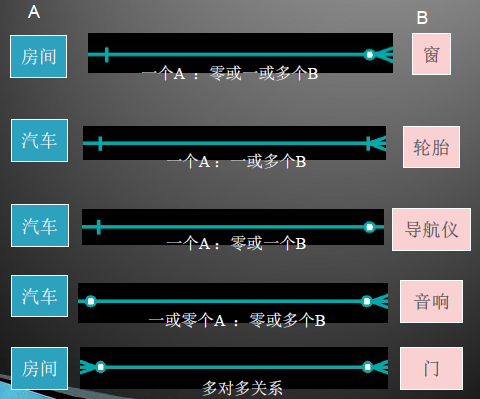 A
B
房间
窗
一个A ：零或一或多个B
汽车
轮胎
一个A ：一或多个B
汽车
导航仪
一个A ：零或一个B
汽车
音响
一或零个A ：零或多个B
房间
门
多对多关系